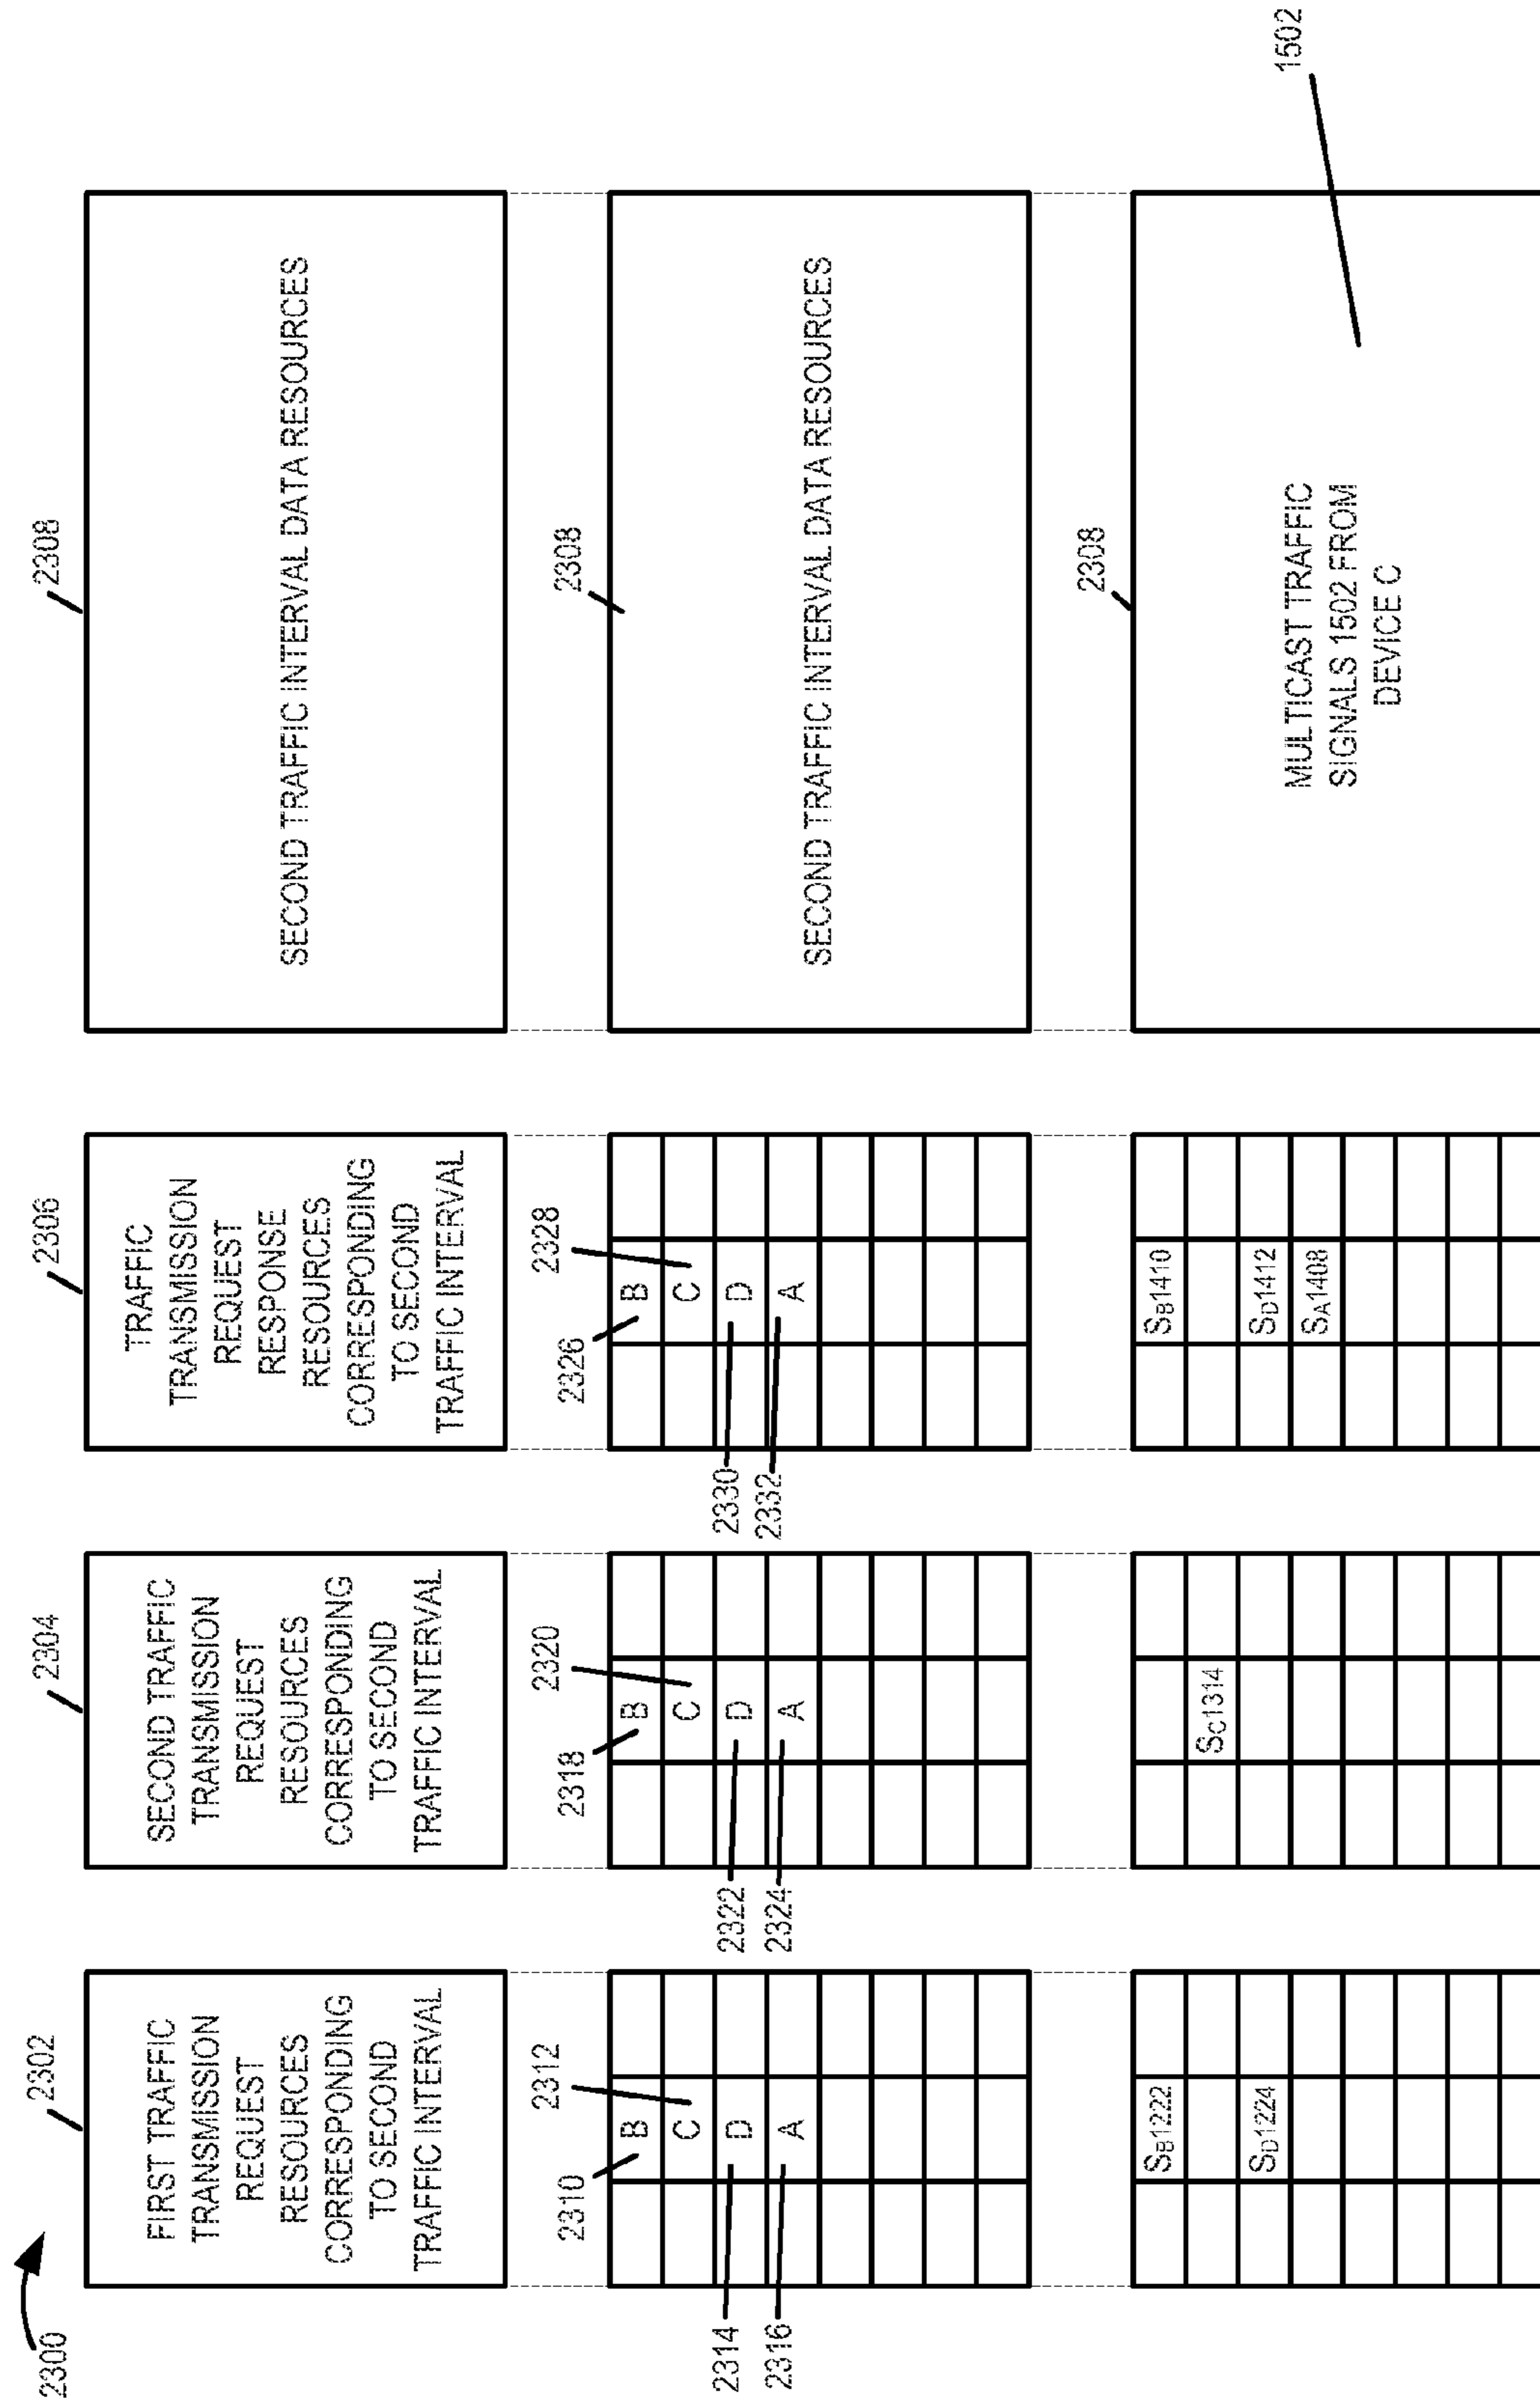 2300
2302
FIRST TRAFFIC
TRANSMISSION
REQUEST
RESOURCES
CORRESPONDING
TO SECOND
TRAFFIC INTERVAL
2304
SECOND TRAFFIC
TRANSMISSION
REQUEST
RESOURCES
CORRESPONDING
TO SECOND
TRAFFIC INTERVAL
2306
TRAFFIC
TRANSMISSION
REQUEST
RESPONSE
RESOURCES
CORRESPONDING
TO SECOND
TRAFFIC INTERVAL
2308
SECOND TRAFFIC INTERVAL DATA RESOURCES
2310
2312
B
C
D
A
2314
2316
2318
2320
B
C
D
A
2322
2324
2326
2328
B
C
D
A
2330
2332
2308
SECOND TRAFFIC INTERVAL DATA RESOURCES
SB1222
SD1224
SC1314
SB1410
SD1412
SA1408
2308
MULTICAST TRAFFIC
SIGNALS 1502 FROM
DEVICE C
1502